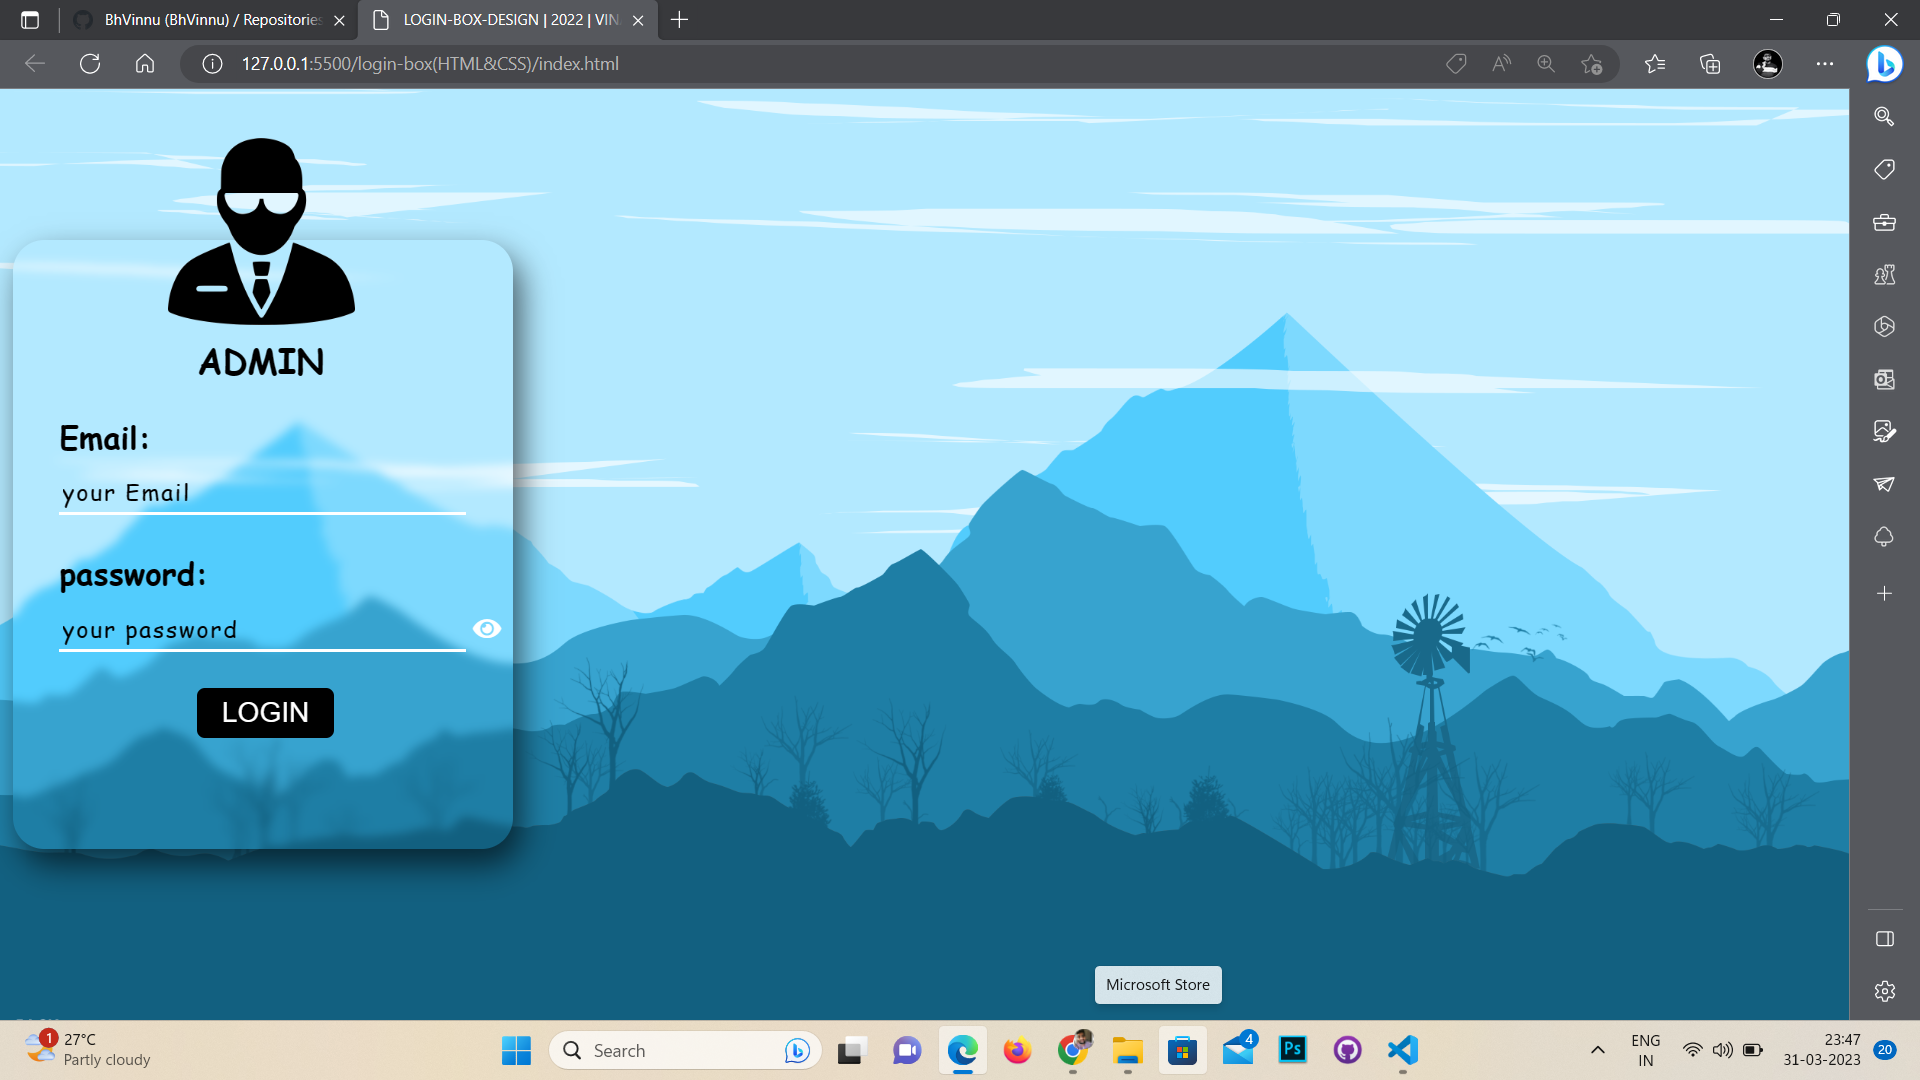 BhVinnu (BhVinnu) / Repositories
LOGIN-BOX-DESIGN | 2022 | VIN
127.0.0.1:5500/login-box(HTML&CSS)/index.html
ADMIN
Email:
your Email
password:
your password
LOGIN
Microsoft Store
1
27°C
Partly cloudy
Search
4
Ps
ENG
IN
23:47
31-03-2023
20